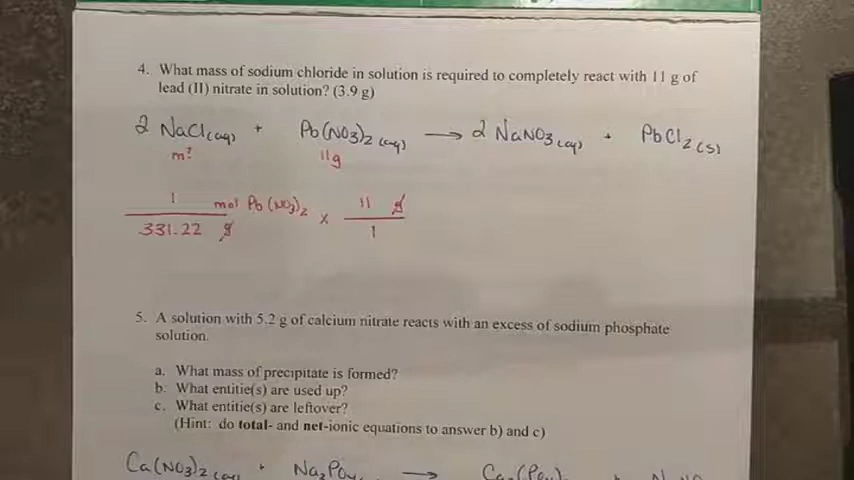 4. What mass of sodium chloride in solution is required to completely react with 11 g of
lead (II) nitrate in solution? (3.9 g)
2 NaCl(aq) + Pb(NO3)2 (aq) → 2 NaNO3 (aq) + PbCl2 (s)
m? 11g
1 mol Pb(NO3)2 x 11 g
331.22 g 1
5. A solution with 5.2 g of calcium nitrate reacts with an excess of sodium phosphate
solution.
a. What mass of precipitate is formed?
b. What entitie(s) are used up?
c. What entitie(s) are leftover?
(Hint: do total- and net-ionic equations to answer b) and c)
Ca(NO3)2 (aq) + Na3PO4 →